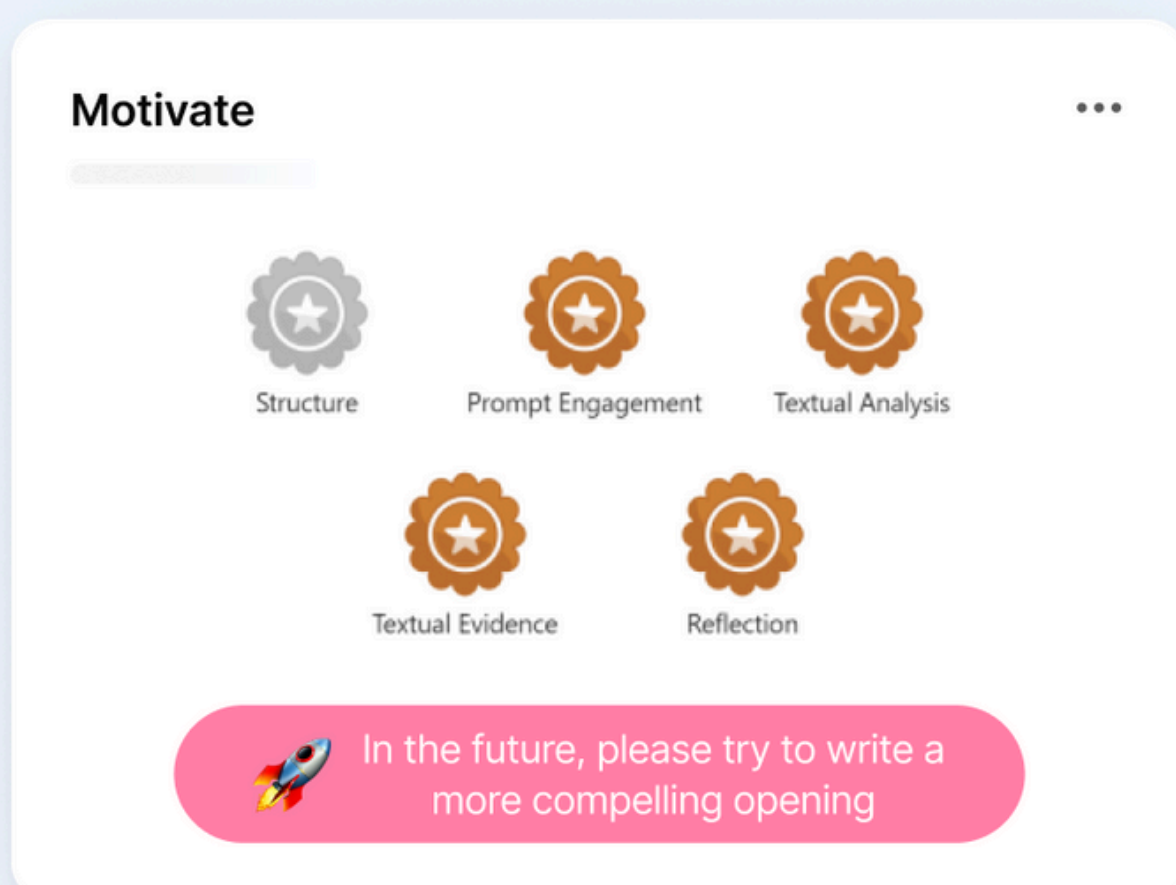 Motivate
Structure
Prompt Engagement
Textual Analysis
Textual Evidence
Reflection
In the future, please try to write a
more compelling opening